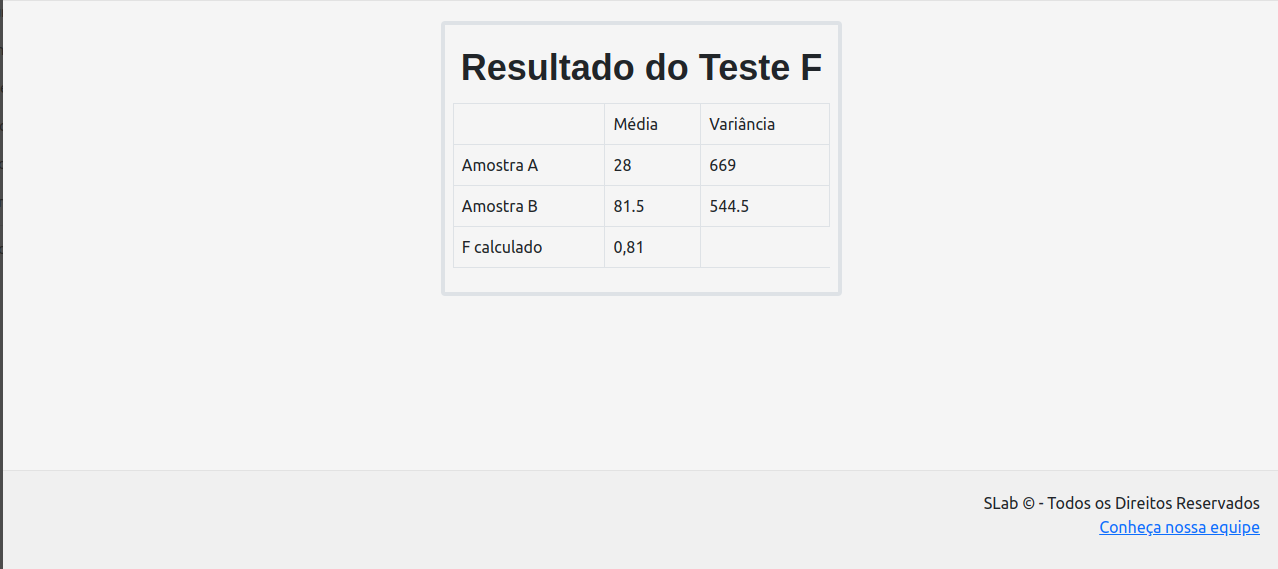 Resultado do Teste F
Média Variância
Amostra A 28 669
Amostra B 81.5 544.5
F calculado 0,81
SLab © - Todos os Direitos Reservados
Conheça nossa equipe